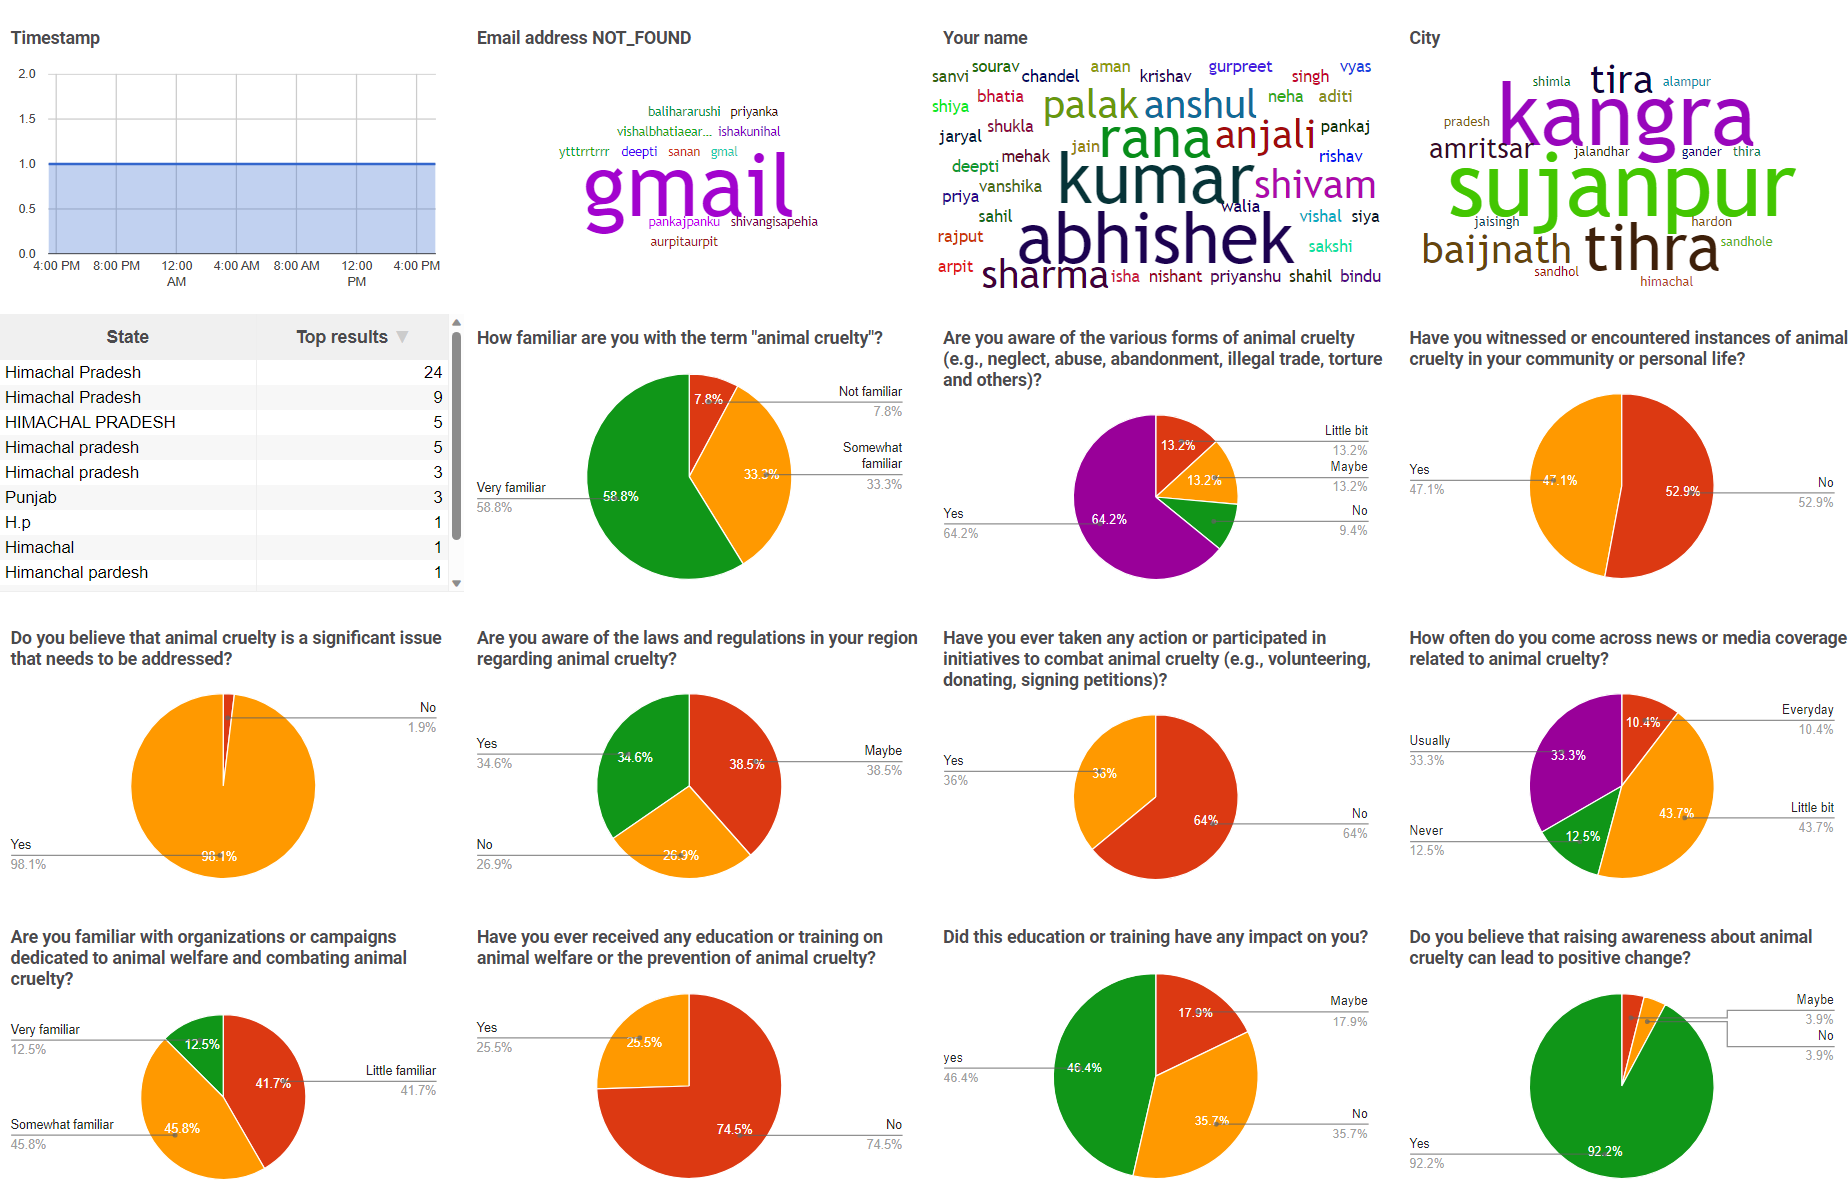 Timestamp
2.0
1.5
1.0
0.5
0.0
4:00 PM 8:00 PM 12:00 AM 4:00 AM 8:00 AM 12:00 PM 4:00 PM
Email address NOT_FOUND
balihararushi priyanka
vishalbhatiaear... ishakunihal
ytttrrtrrr deepti sanan gmal
gmail
pankajpanku shivangisapehia
aurpitaurpit
Your name
sanvi sourav chandel aman krishav gurpreet singh vyas
shiya bhatia palak anshul neha aditi
jaryal shukla jain rana anjali pankaj
deepti mehak kumar rishav
priya vanshika shivam
sahil walia vishal siya
rajput abhishek sakshi
arpit sharma isha nishant priyanshu shahil bindu
City
shimla tira alampur
pradesh kangra
amritsar jalandhar gander thira
sujanpur
jaisingh hardon
baijnath tihra sandhole
sandhol himachal
State Top results
Himachal Pradesh 24
Himachal Pradesh 9
HIMACHAL PRADESH 5
Himachal pradesh 5
Himachal pradesh 3
Punjab 3
H.p 1
Himachal 1
Himanchal pardesh 1
How familiar are you with the term "animal cruelty"?
7.8%
Not familiar
7.8%
Somewhat
familiar
33.3%
33.3%
Very familiar
58.8%
58.8%
Are you aware of the various forms of animal cruelty
(e.g., neglect, abuse, abandonment, illegal trade, torture
and others)?
13.2%
Little bit
13.2%
Maybe
13.2%
13.2%
No
9.4%
Yes
64.2%
64.2%
Have you witnessed or encountered instances of animal
cruelty in your community or personal life?
Yes
47.1%
47.1%
52.9%
No
52.9%
Do you believe that animal cruelty is a significant issue
that needs to be addressed?
No
1.9%
Yes
98.1%
98.1%
Are you aware of the laws and regulations in your region
regarding animal cruelty?
Yes
34.6%
34.6%
38.5%
Maybe
38.5%
No
26.9%
26.9%
Have you ever taken any action or participated in
initiatives to combat animal cruelty (e.g., volunteering,
donating, signing petitions)?
Yes
36%
36%
64%
No
64%
How often do you come across news or media coverage
related to animal cruelty?
10.4%
Everyday
10.4%
Usually
33.3%
33.3%
43.7%
Little bit
43.7%
Never
12.5%
12.5%
Are you familiar with organizations or campaigns
dedicated to animal welfare and combating animal
cruelty?
Very familiar
12.5%
12.5%
41.7%
Little familiar
41.7%
Somewhat familiar
45.8%
45.8%
Have you ever received any education or training on
animal welfare or the prevention of animal cruelty?
Yes
25.5%
25.5%
74.5%
No
74.5%
Did this education or training have any impact on you?
17.9%
Maybe
17.9%
yes
46.4%
46.4%
35.7%
No
35.7%
Do you believe that raising awareness about animal
cruelty can lead to positive change?
Maybe
3.9%
No
3.9%
Yes
92.2%
92.2%